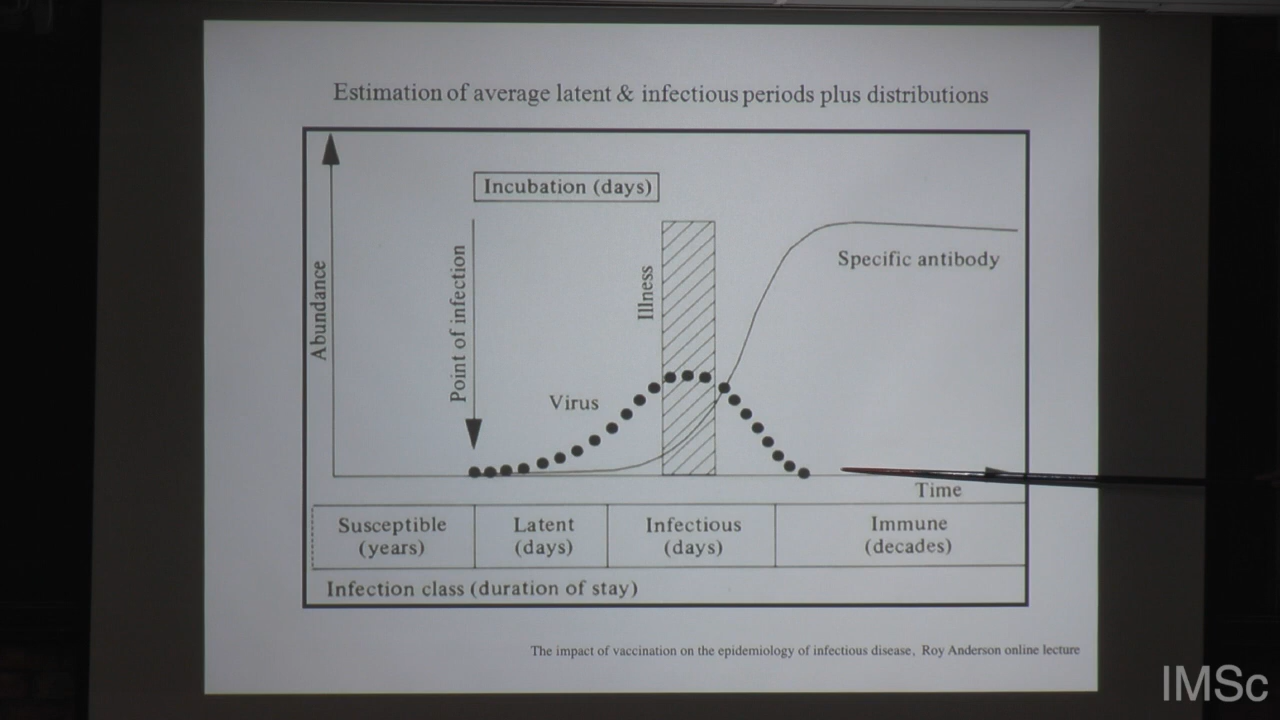 Estimation of average latent & infectious periods plus distributions
Incubation (days)
Abundance
Point of infection
Illness
Virus
Specific antibody
Time
Susceptible
(years)
Latent
(days)
Infectious
(days)
Immune
(decades)
Infection class (duration of stay)
The impact of vaccination on the epidemiology of infectious disease, Roy Anderson online lecture
IMSc